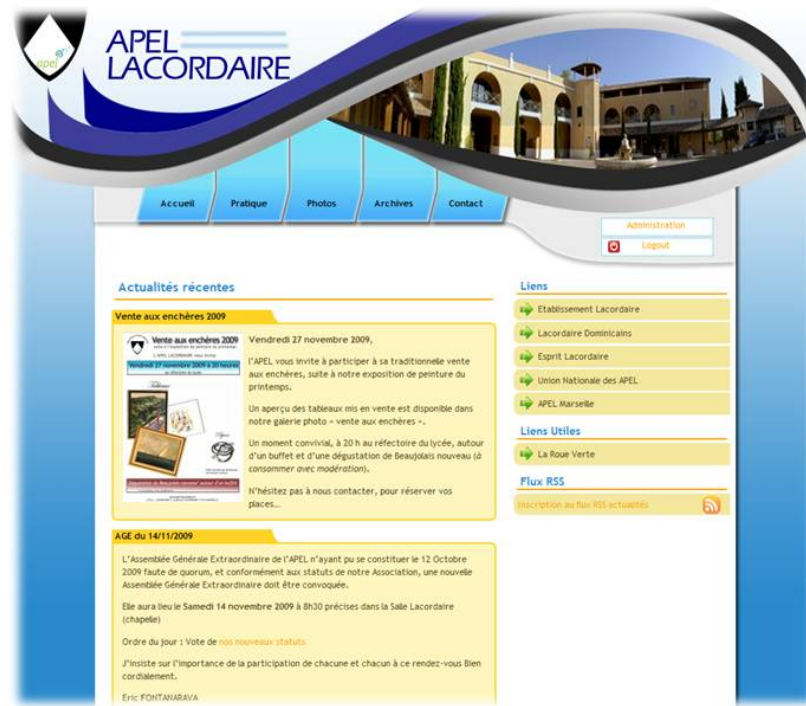 apel
APEL
LACORDAIRE
Accueil
Pratique
Photos
Archives
Contact
Administration
Logout
Actualités récentes
Vente aux enchères 2009
Vente aux enchères 2009
Vendredi 27 novembre 2009 à 20 heures
Vendredi 27 novembre 2009,
l'APEL vous invite à participer à sa traditionnelle vente
aux enchères, suite à notre exposition de peinture du
printemps.
Un aperçu des tableaux mis en vente est disponible dans
notre galerie photo « vente aux enchères ».
Un moment convivial, à 20 h au réfectoire du lycée, autour
d'un buffet et d'une dégustation de Beaujolais nouveau (à
consommer avec modération).
N'hésitez pas à nous contacter, pour réserver vos
places…
AGE du 14/11/2009
L'Assemblée Générale Extraordinaire de l'APEL n'ayant pu se constituer le 12 Octobre
2009 faute de quorum, et conformément aux statuts de notre Association, une nouvelle
Assemblée Générale Extraordinaire doit être convoquée.
Elle aura lieu le Samedi 14 novembre 2009 à 8h30 précises dans la Salle Lacordaire
(chapelle)
Ordre du jour : Vote de nos nouveaux statuts
J'insiste sur l'importance de la participation de chacune et chacun à ce rendez-vous Bien
cordialement.
Eric FONTANARAVA
Liens
Etablissement Lacordaire
Lacordaire Dominicains
Esprit Lacordaire
Union Nationale des APEL
APEL Marseille
Liens Utiles
La Roue Verte
Flux RSS
Inscription au flux RSS actualités